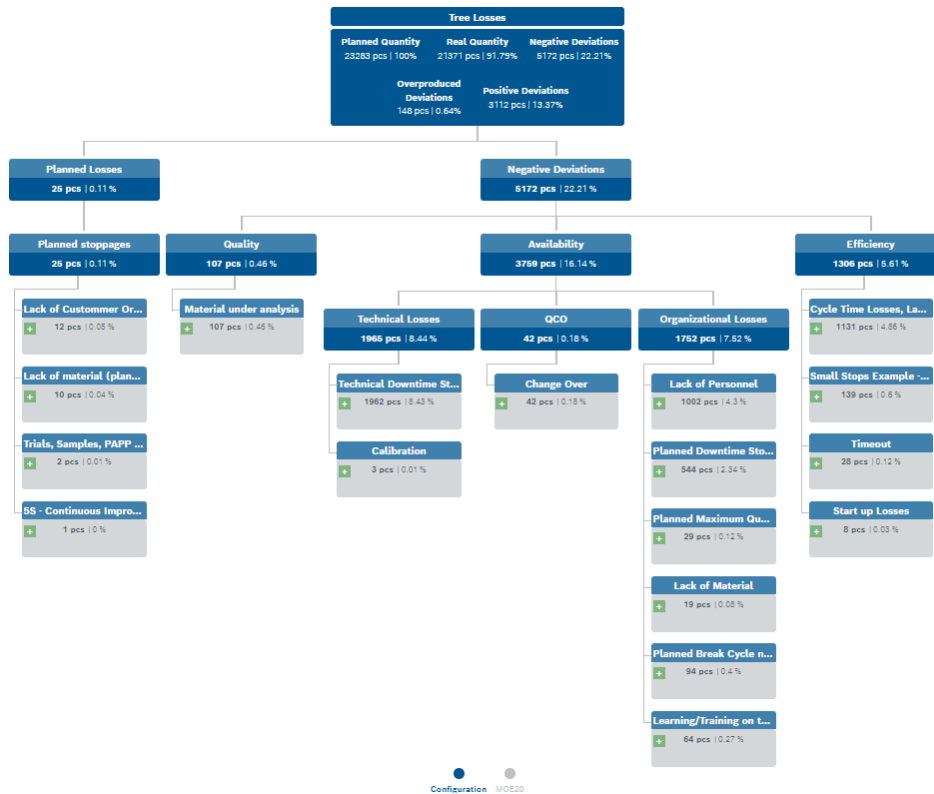 Tree Losses
Planned Quantity Real Quantity Negative Deviations
23283 pcs | 100% 21371 pcs | 91.79% 5172 pcs | 22.21%
Overproduced
Deviations
148 pcs | 0.64%
Positive Deviations
3112 pcs | 13.37%
Planned Losses
25 pcs | 0.11 %
Negative Deviations
5172 pcs | 22.21 %
Planned stoppages
25 pcs | 0.11 %
Quality
107 pcs | 0.46 %
Availability
3759 pcs | 16.14 %
Efficiency
1306 pcs | 5.61 %
Lack of Custommer Or...
+ 12 pcs | 0.05 %
Lack of material (plan...
+ 10 pcs | 0.04 %
Trials, Samples, PAPP ...
+ 2 pcs | 0.01 %
5S - Continuous Impro...
+ 1 pcs | 0 %
Material under analysis
+ 107 pcs | 0.46 %
Technical Losses
1965 pcs | 8.44 %
QCO
42 pcs | 0.18 %
Organizational Losses
1752 pcs | 7.52 %
Technical Downtime St...
+ 1962 pcs | 8.43 %
Calibration
+ 3 pcs | 0.01 %
Change Over
+ 42 pcs | 0.18 %
Lack of Personnel
+ 1002 pcs | 4.3 %
Planned Downtime Sto...
+ 544 pcs | 2.34 %
Planned Maximum Qu...
+ 29 pcs | 0.12 %
Lack of Material
+ 19 pcs | 0.08 %
Planned Break Cycle n...
+ 94 pcs | 0.4 %
Learning/Training on t...
+ 64 pcs | 0.27 %
Cycle Time Losses, La...
+ 1131 pcs | 4.86 %
Small Stops Example -...
+ 139 pcs | 0.6 %
Timeout
+ 28 pcs | 0.12 %
Start up Losses
+ 8 pcs | 0.03 %
Configuration MOE20